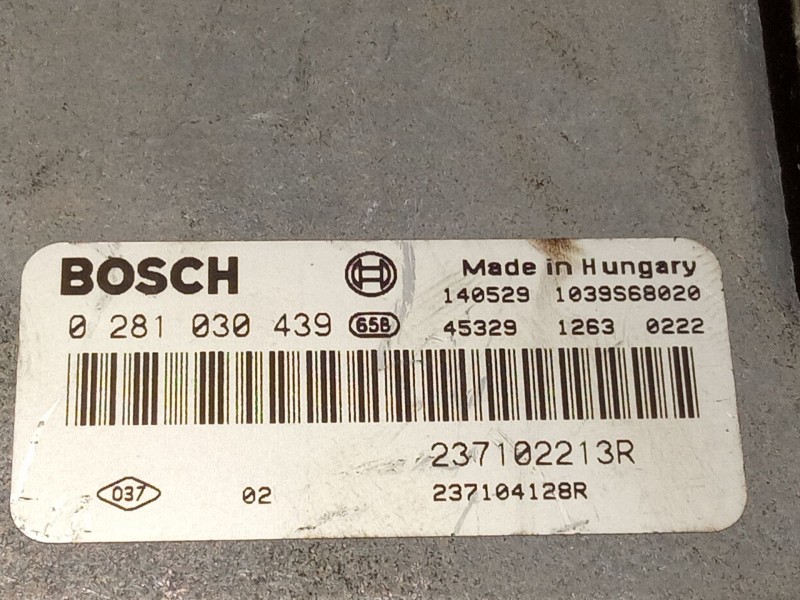 BOSCH Made in Hungary
140529 1039S68020
0 281 030 439 658 45329 1263 0222
237102213R
037 02 237104128R